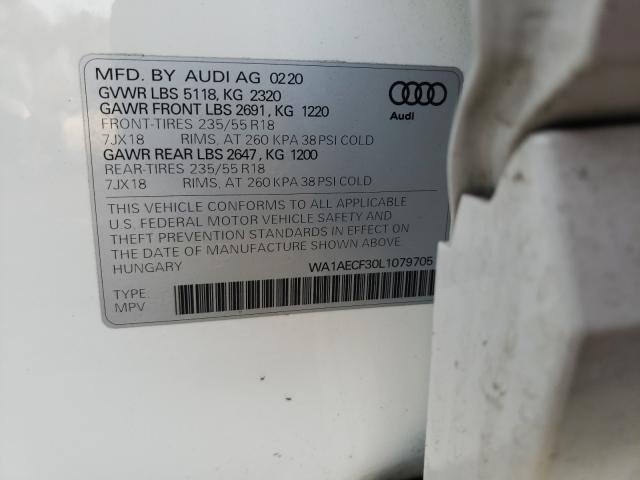 MFD. BY AUDI AG 02 20
GVWR LBS 5118, KG 2320
GAWR FRONT LBS 2691, KG 1220
FRONT-TIRES 235/55 R18
7JX18 RIMS, AT 260 KPA 38 PSI COLD
GAWR REAR LBS 2647, KG 1200
REAR-TIRES 235/55 R18
7JX18 RIMS, AT 260 KPA 38 PSI COLD
Audi
THIS VEHICLE CONFORMS TO ALL APPLICABLE
U.S. FEDERAL MOTOR VEHICLE SAFETY AND
THEFT PREVENTION STANDARDS IN EFFECT ON
THE DATE OF MANUFACTURE SHOWN ABOVE.
HUNGARY WA1AECF30L1079705
TYPE:
MPV